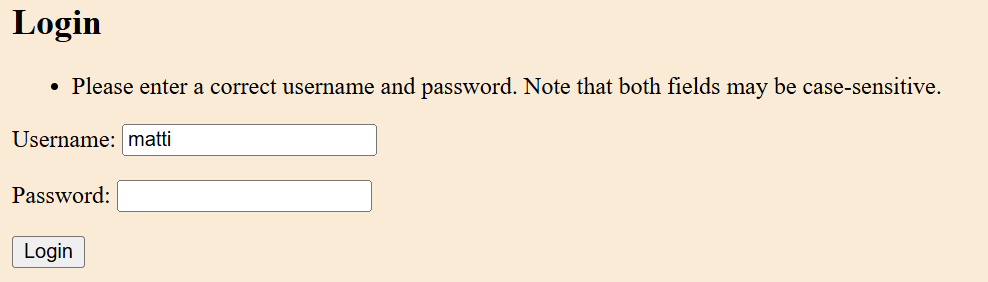 Login
• Please enter a correct username and password. Note that both fields may be case-sensitive.
Username: matti
Password:
Login